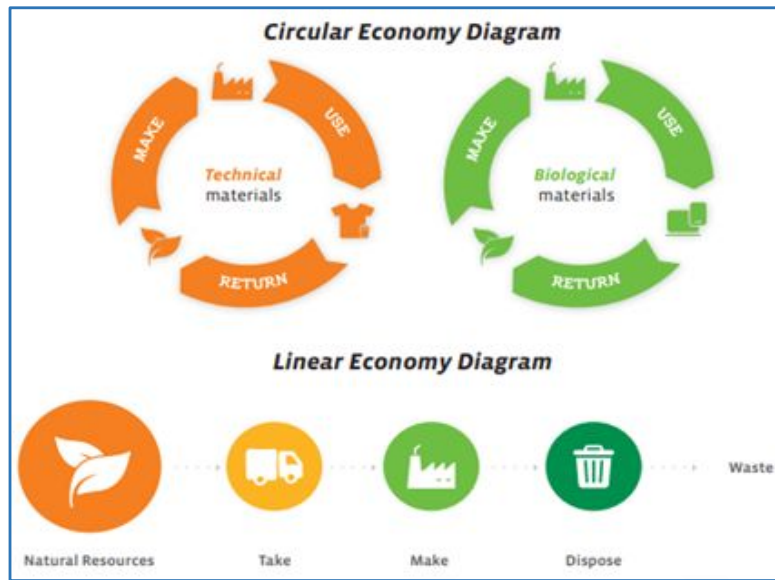 Circular Economy Diagram
MAKE
USE
RETURN
Technical
materials
MAKE
USE
RETURN
Biological
materials
Linear Economy Diagram
Natural Resources
Take
Make
Dispose
Waste